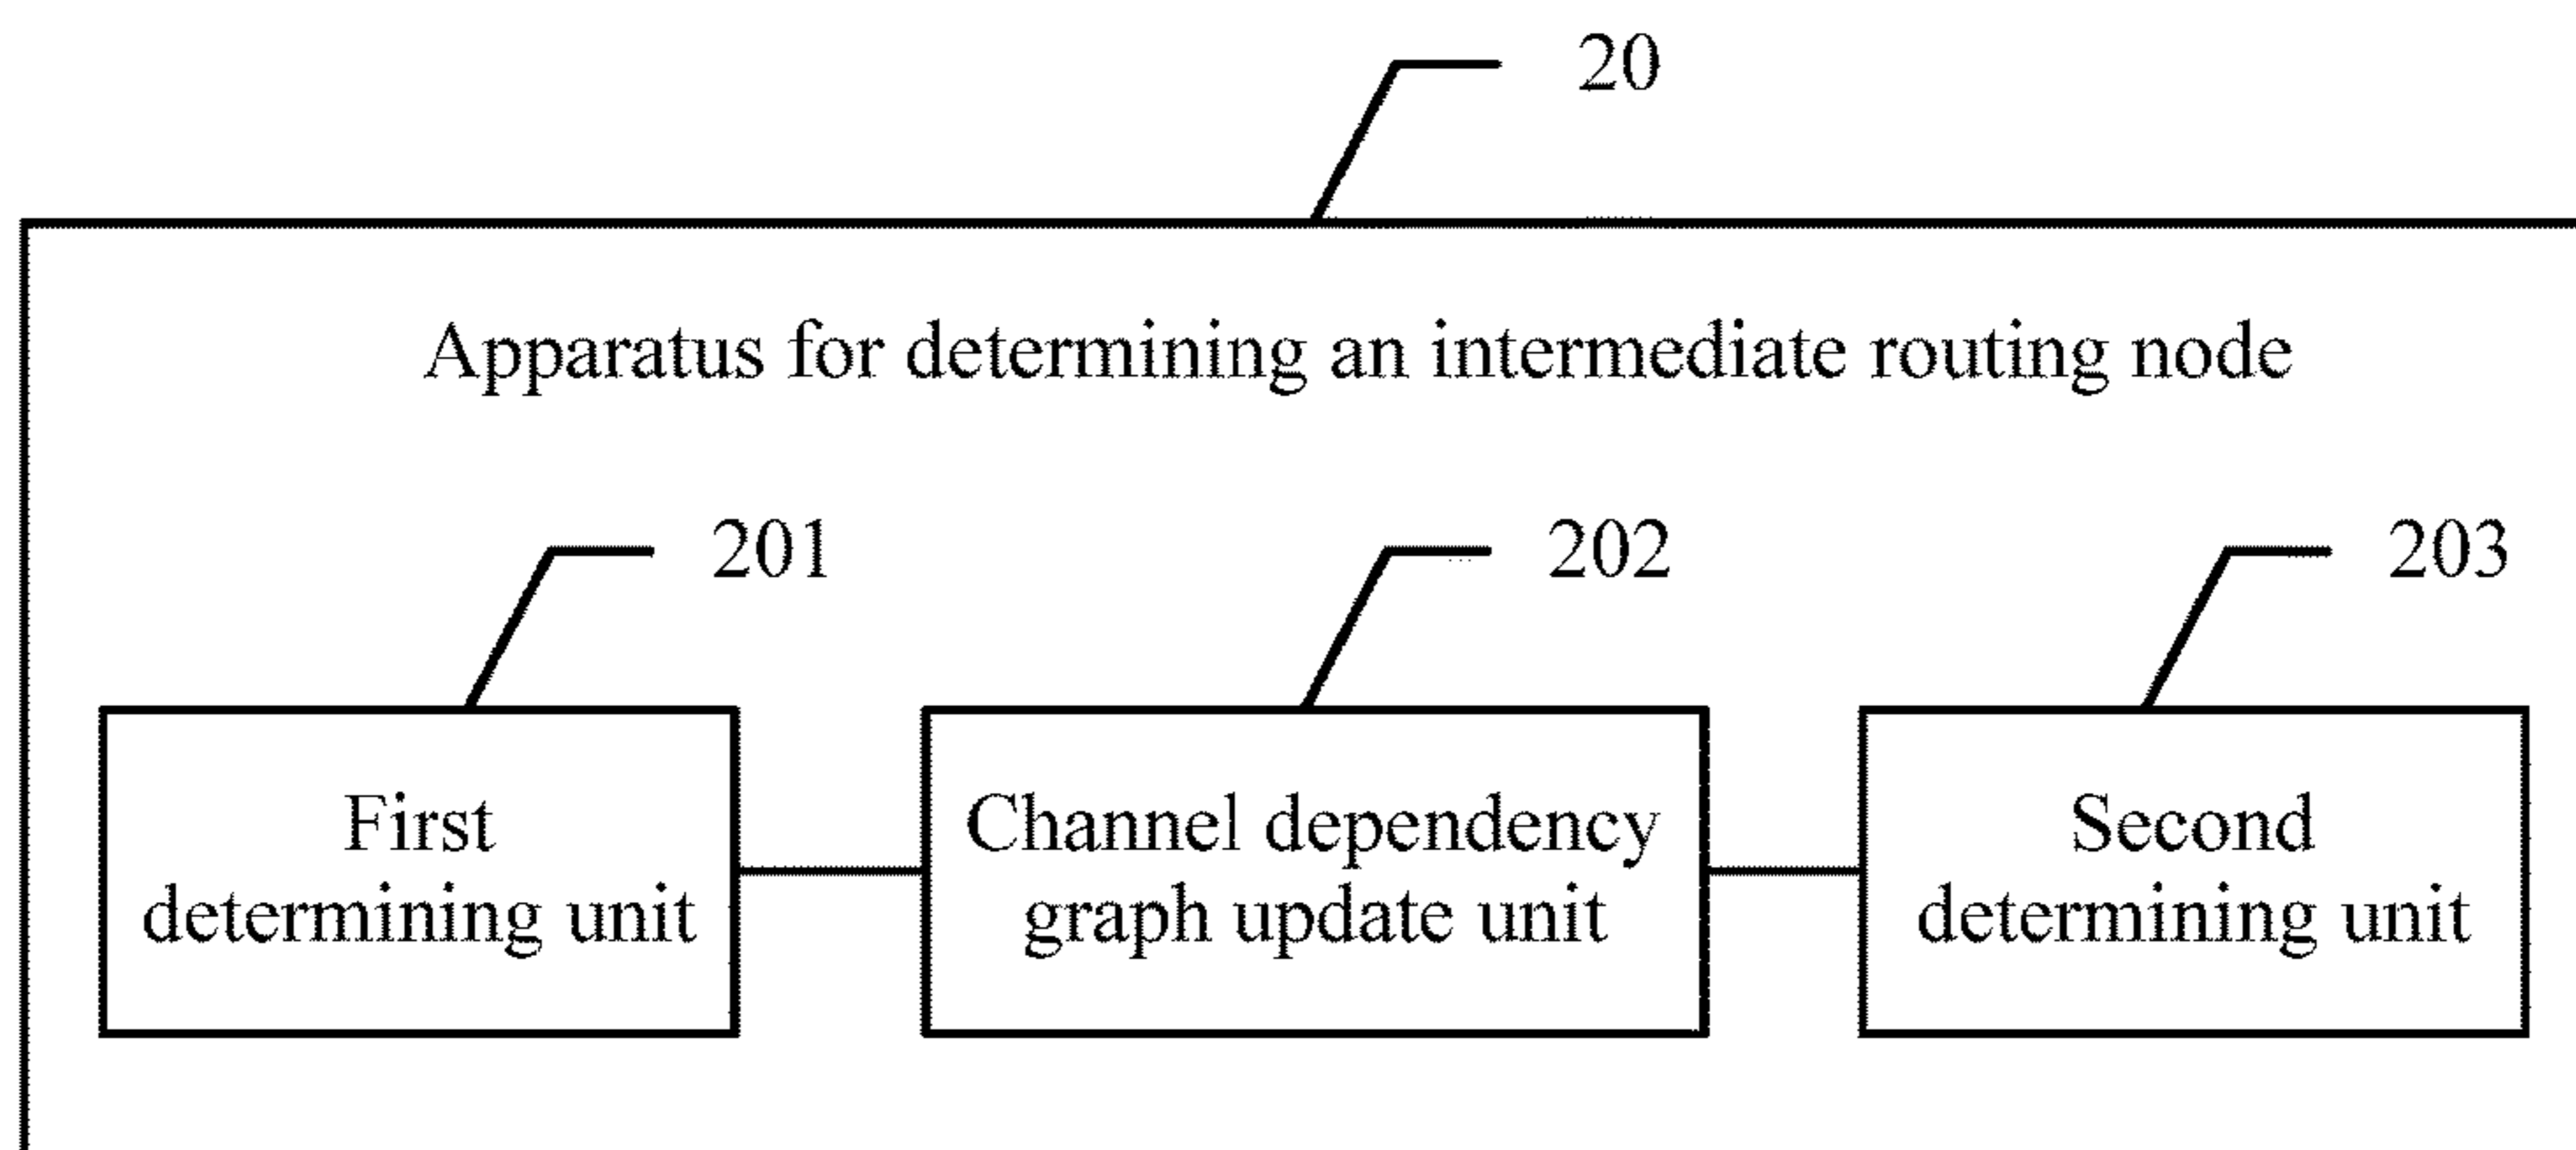 20
Apparatus for determining an intermediate routing node
201
202
203
First
determining unit
Channel dependency
graph update unit
Second
determining unit